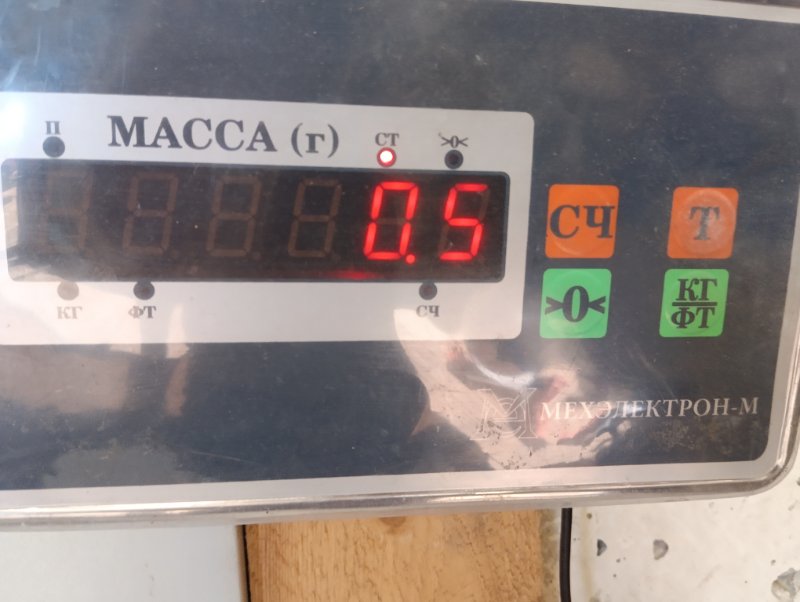 П МАССА (г) СТ >0<
0.5
КГ ФТ СЧ
СЧ Т
>0< КГ/ФТ
МЕХЭЛЕКТРОН-М